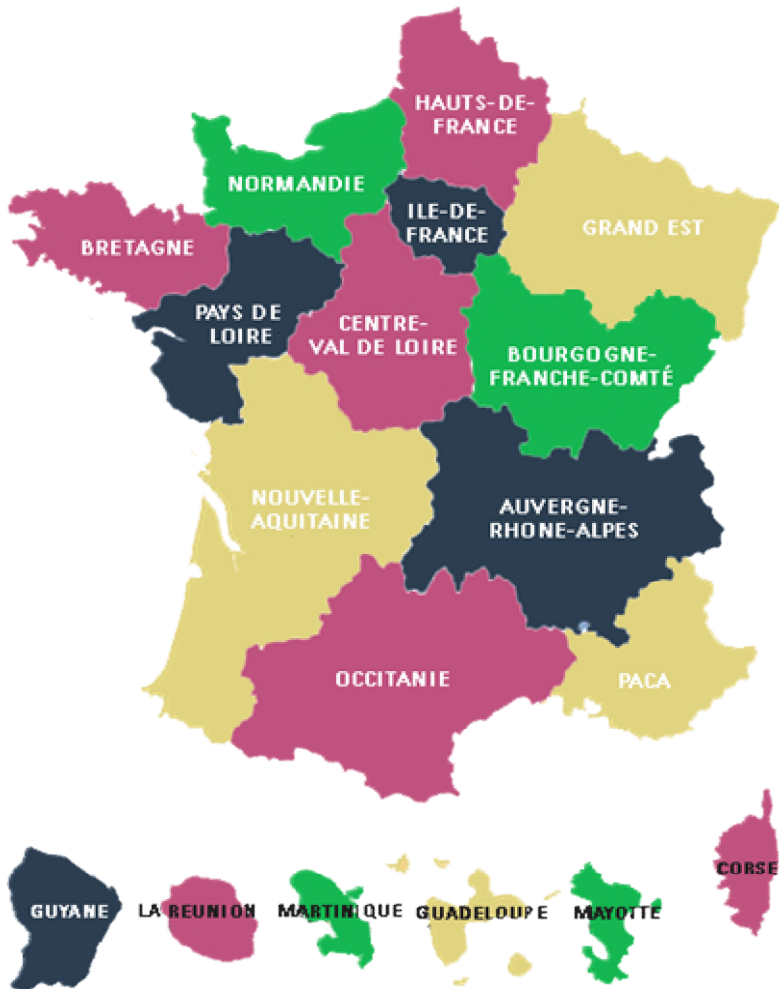 HAUTS-DE-
FRANCE
NORMANDIE
ILE-DE-
FRANCE
GRAND EST
BRETAGNE
PAYS DE
LOIRE
CENTRE-
VAL DE LOIRE
BOURGOGNE-
FRANCHE-COMTÉ
NOUVELLE-
AQUITAINE
AUVERGNE-
RHONE-ALPES
OCCITANIE
PACA
CORSE
GUYANE
LA REUNION
MARTINIQUE
GUADELOUPE
MAYOTTE